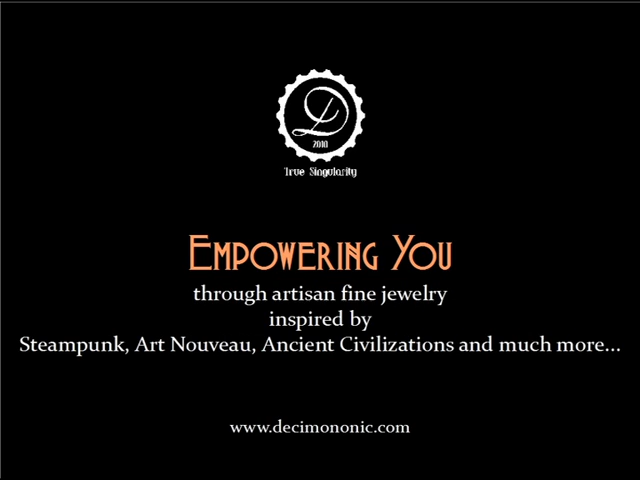 D
2010
True Singularity
Empowering You
through artisan fine jewelry
inspired by
Steampunk, Art Nouveau, Ancient Civilizations and much more...
www.decimononic.com